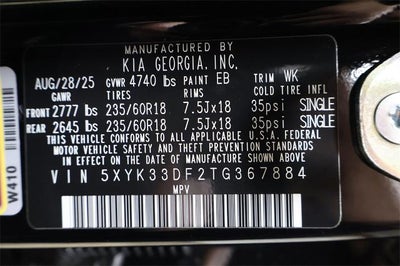 MANUFACTURED BY
KIA GEORGIA, INC.
AUG/28/25 GVWR 4740 lbs PAINT EB TRIM WK
GAWR TIRES RIMS COLD TIRE INFL
FRONT 2777 lbs 235/60R18 7.5Jx18 35psi SINGLE
REAR 2645 lbs 235/60R18 7.5Jx18 35psi SINGLE
THIS VEHICLE CONFORMS TO ALL APPLICABLE U.S.A. FEDERAL
MOTOR VEHICLE SAFETY, BUMPER, AND THEFT PREVENTION STANDARDS
IN EFFECT ON THE DATE OF MANUFACTURE SHOWN ABOVE.
VIN 5XYK33DF2TG367884
MPV
W410